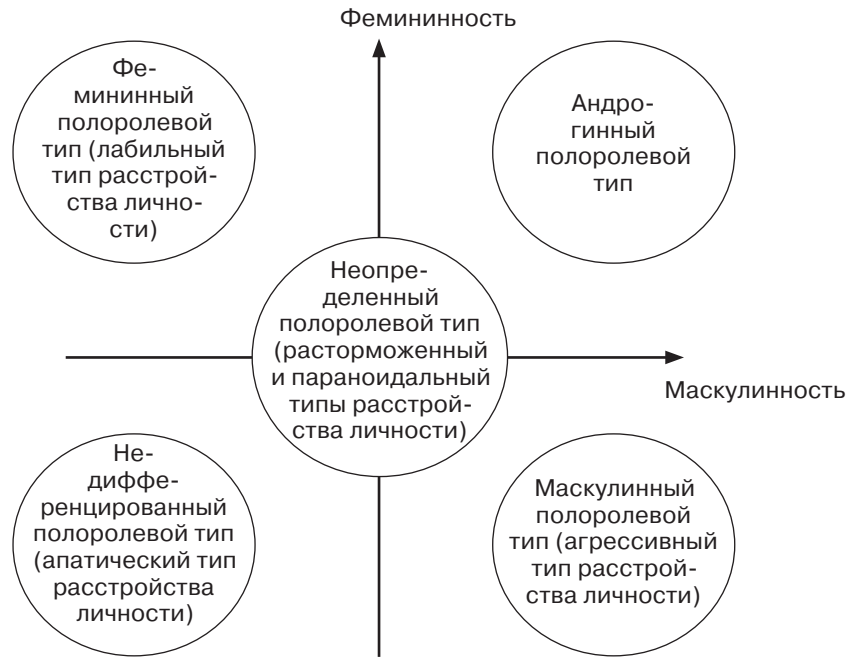 Фемининность
Фе-
мининный
полоролевой
тип (лабильный
тип расстрой-
ства лично-
сти)
Андро-
гинный
полоролевой
тип
Неопре-
деленный
полоролевой тип
(расторможенный
и параноидальный
типы расстрой-
ства личности)
Маскулинность
Не-
диффе-
ренцированный
полоролевой тип
(апатический тип
расстройства
личности)
Маскулинный
полоролевой
тип (агрессивный
тип расстрой-
ства личности)